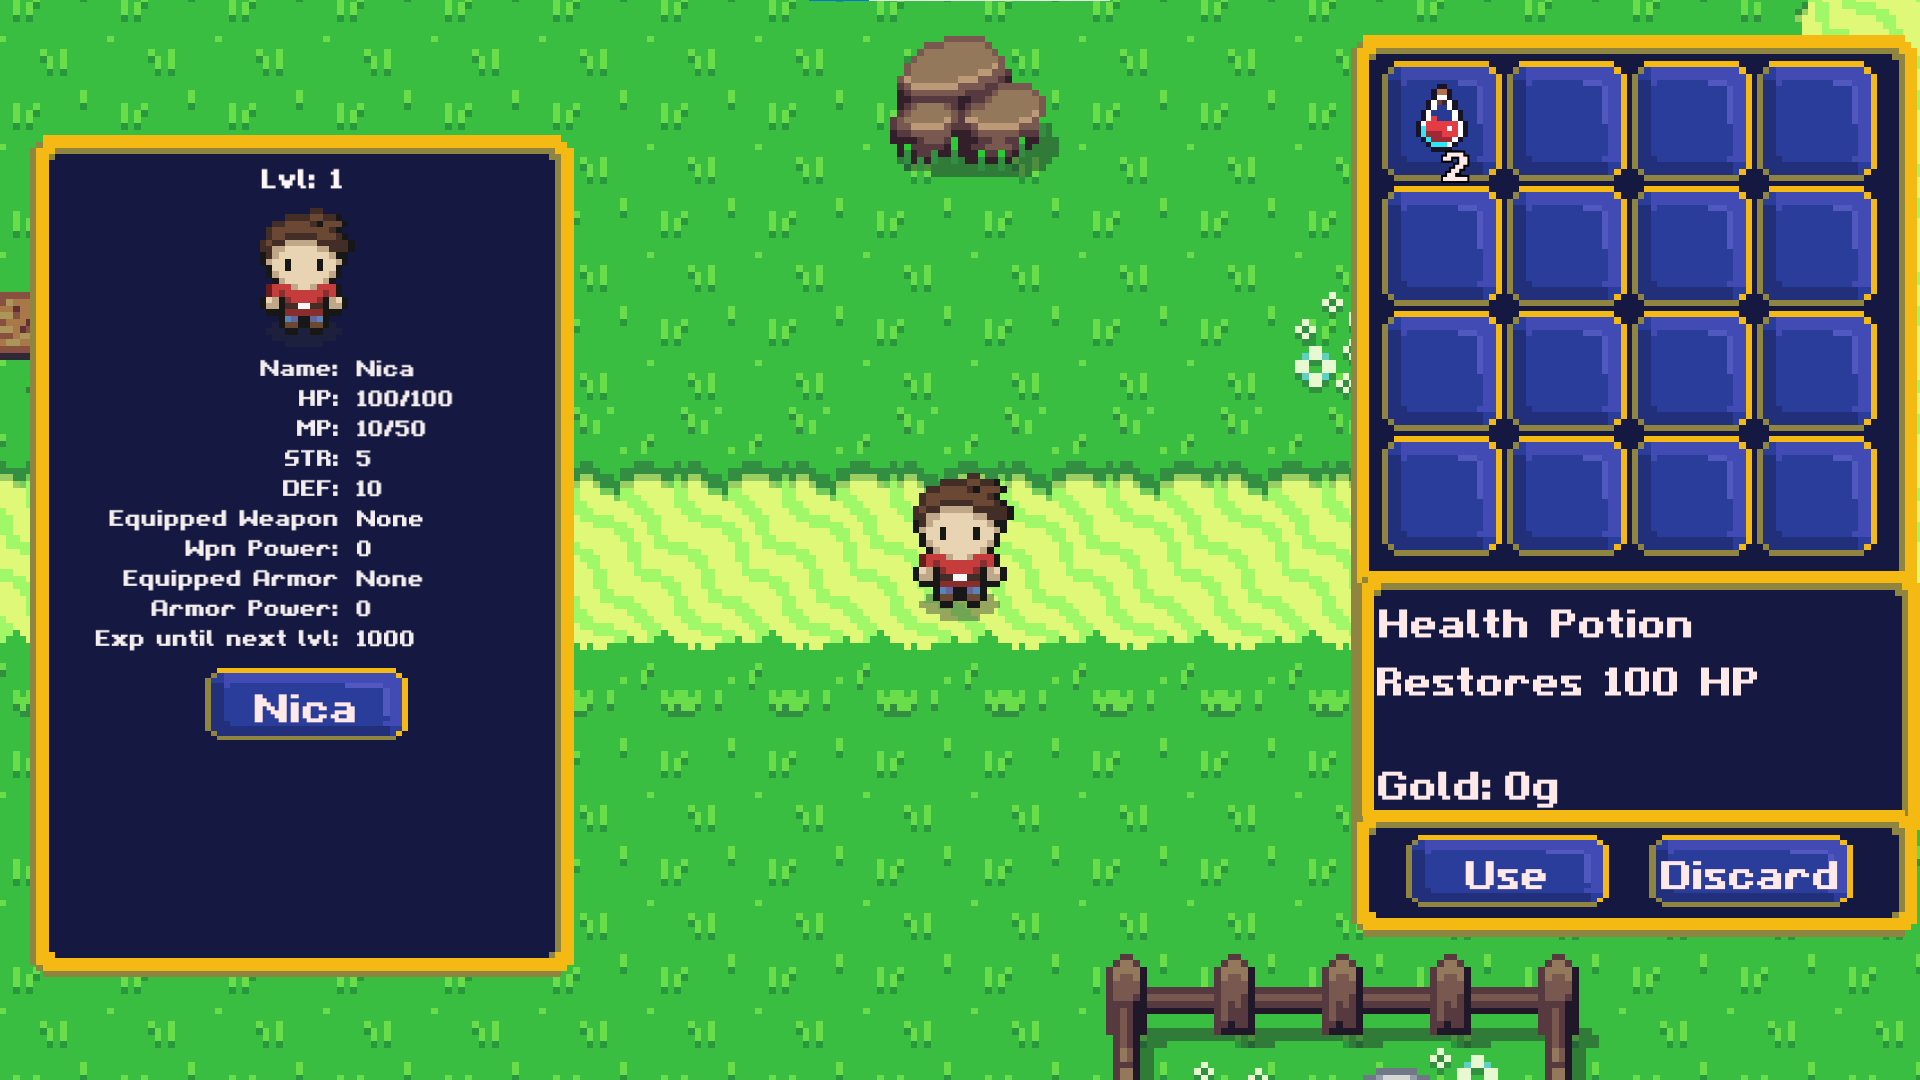 Lvl: 1
Name: Nica
HP: 100/100
MP: 10/50
STR: 5
DEF: 10
Equipped Weapon None
Wpn Power: 0
Equipped Armor None
Armor Power: 0
Exp until next lvl: 1000
Nica
2
Health Potion
Restores 100 HP
Gold: 0g
Use
Discard